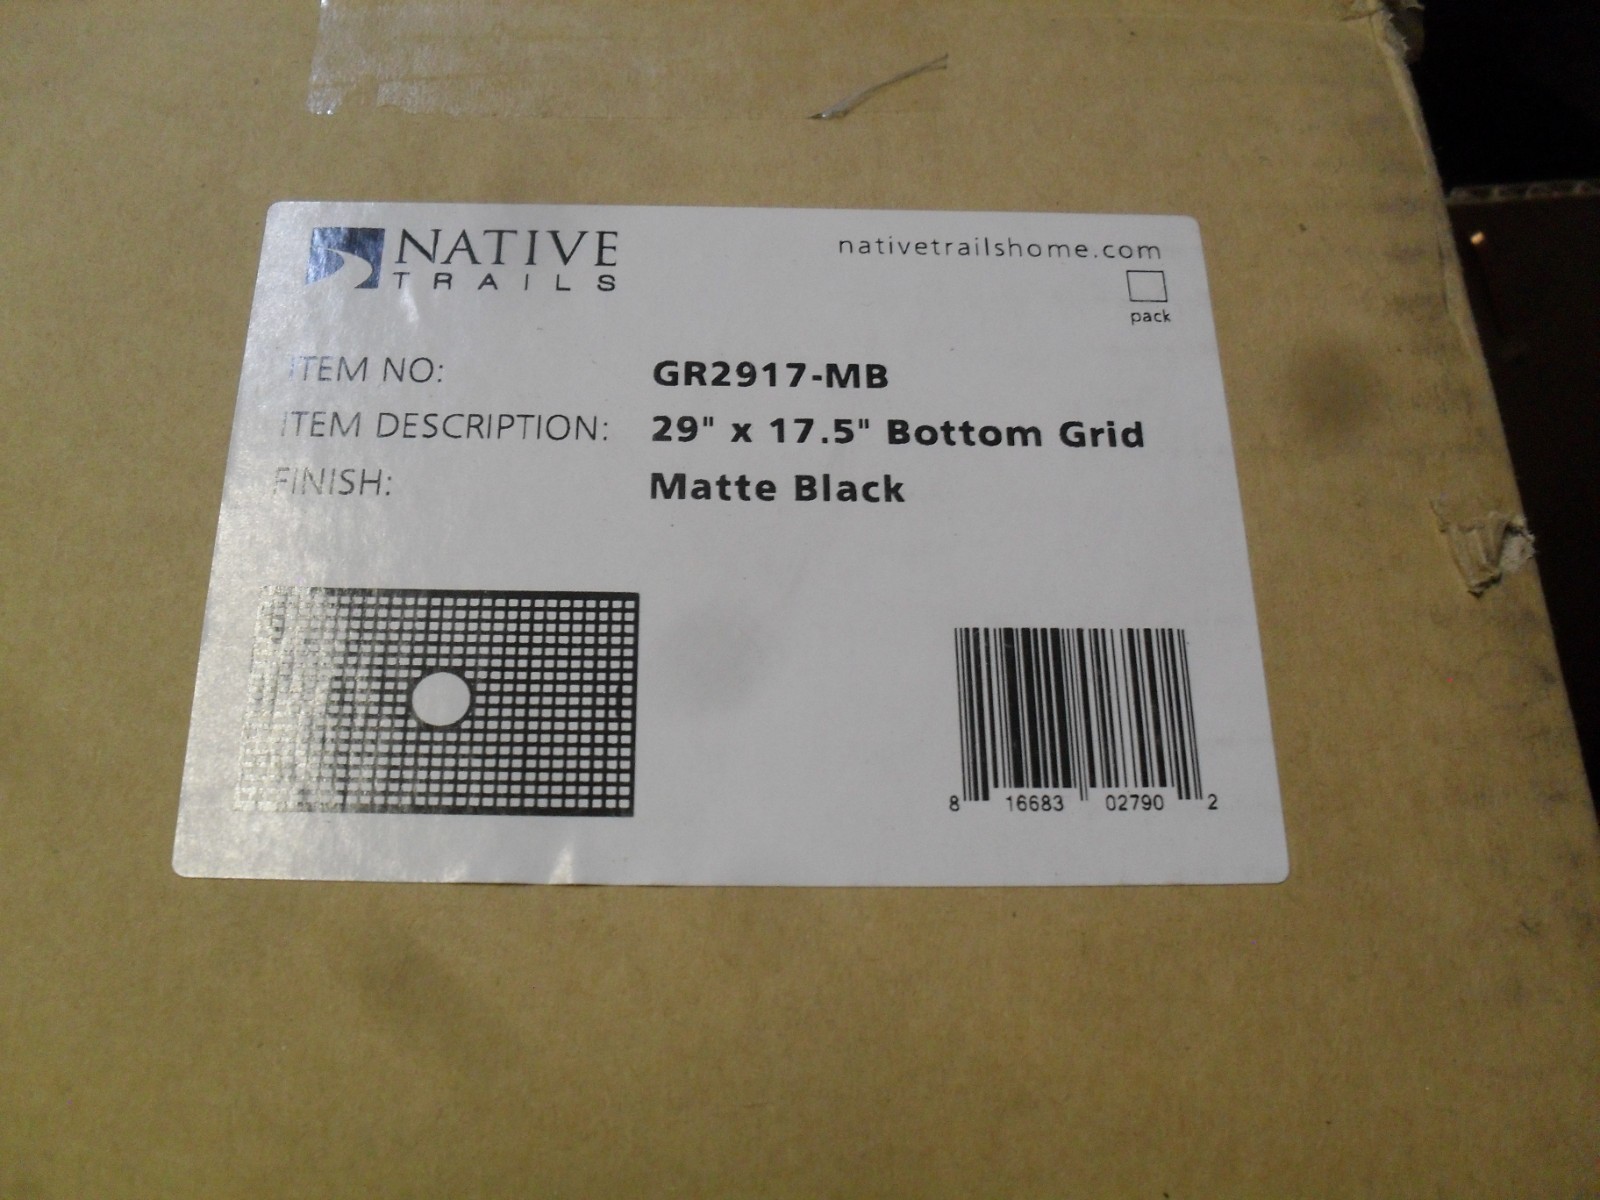 NATIVE
TRAILS
nativetrailshome.com
pack
ITEM NO: GR2917-MB
ITEM DESCRIPTION: 29" x 17.5" Bottom Grid
FINISH: Matte Black
8 16683 02790 2